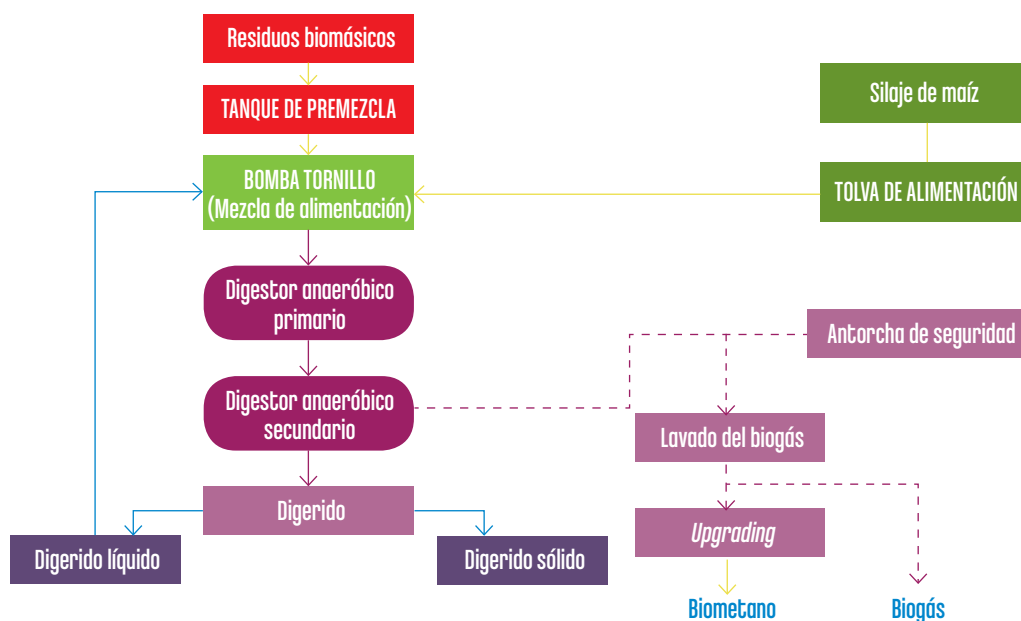 Residuos biomásicos
TANQUE DE PREMEZCLA
Silaje de maíz
BOMBA TORNILLO
(Mezcla de alimentación)
TOLVA DE ALIMENTACIÓN
Digestor anaeróbico
primario
Antorcha de seguridad
Digestor anaeróbico
secundario
Lavado del biogás
Digerido
Upgrading
Digerido líquido
Digerido sólido
Biometano
Biogás